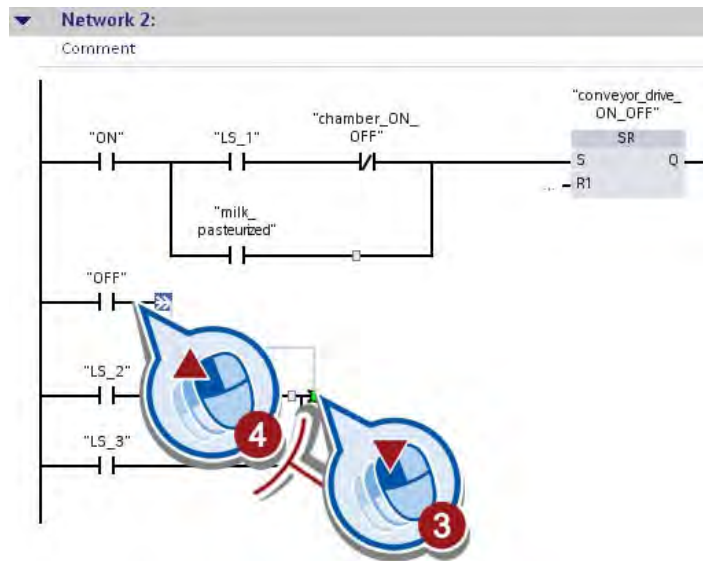 Network 2:
Comment
"conveyor_drive_
ON_OFF"
"chamber_ON_
OFF"
"ON"
"LS_1"
SR
S
Q
... R1
"milk_
pasteurized"
"OFF"
"LS_2"
4
"LS_3"
3